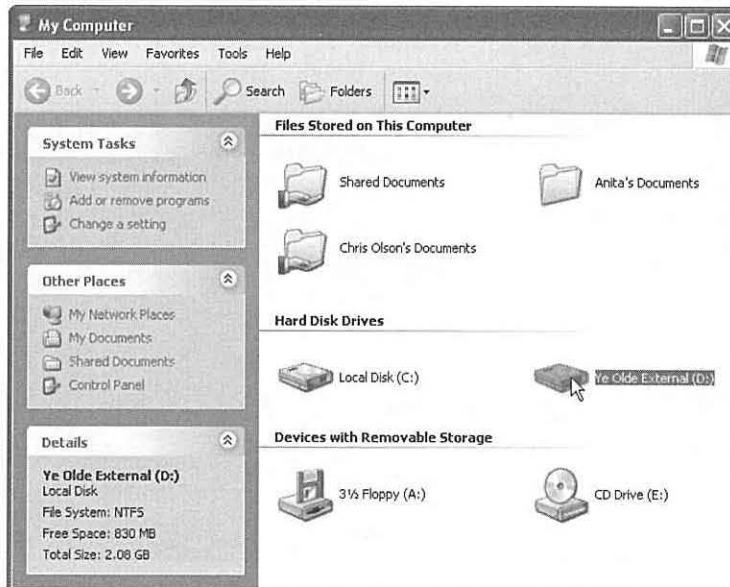 My Computer
File Edit View Favorites Tools Help
Back Search Folders
System Tasks
View system information
Add or remove programs
Change a setting
Other Places
My Network Places
My Documents
Shared Documents
Control Panel
Details
Ye Olde External (D:)
Local Disk
File System: NTFS
Free Space: 830 MB
Total Size: 2.08 GB
Files Stored on This Computer
Shared Documents
Anita's Documents
Chris Olson's Documents
Hard Disk Drives
Local Disk (C:)
Ye Olde External (D:)
Devices with Removable Storage
3½ Floppy (A:)
CD Drive (E:)